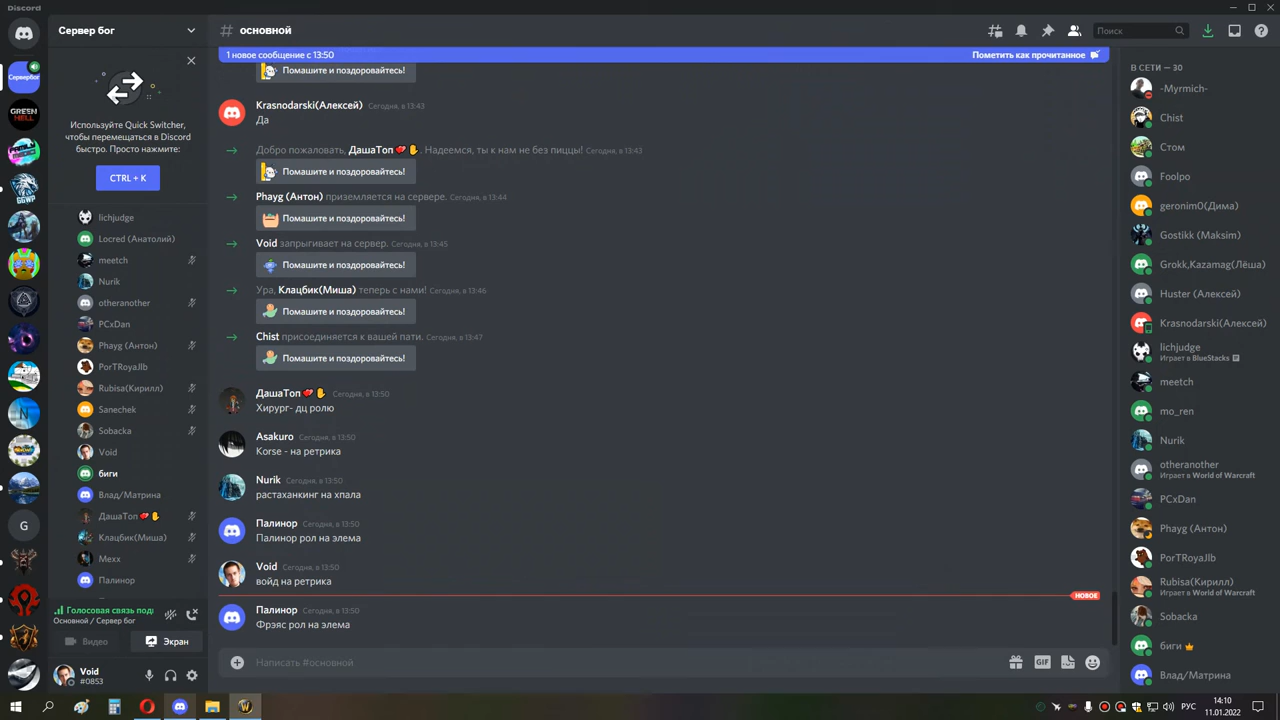 Discord
Сервер бог
основной
Поиск
1 новое сообщение с 13:50
Пометить как прочитанное
Используйте Quick Switcher,
чтобы перемещаться в Discord
быстро. Просто нажмите:
CTRL + K
lichjudge
Locred (Анатолий)
meetch
Nurik
otheranother
PCxDan
Phayg (Антон)
PorTRoyaJlb
Rubisa(Кирилл)
Sanechek
Sobacka
Void
биги
Влад/Матрина
ДашаТоп
Клацбик(Миша)
Mexx
Палинор
Голосовая связь под
Основной / Сервер бог
Видео
Экран
Void
#0853
Серверbог
GREEN
HELL
GGWP
N
G
Помашите и поздоровайтесь!
Krasnodarski(Алексей) Сегодня, в 13:43
Да
Добро пожаловать, ДашаТоп. Надеемся, ты к нам не без пиццы! Сегодня, в 13:43
Помашите и поздоровайтесь!
Phayg (Антон) приземляется на сервере. Сегодня, в 13:44
Помашите и поздоровайтесь!
Void запрыгивает на сервер. Сегодня, в 13:45
Помашите и поздоровайтесь!
Ура, Клацбик(Миша) теперь с нами! Сегодня, в 13:46
Помашите и поздоровайтесь!
Chist присоединяется к вашей пати. Сегодня, в 13:47
Помашите и поздоровайтесь!
ДашаТоп Сегодня, в 13:50
Хирург- дц ролю
Asakuro Сегодня, в 13:50
Korse - на ретрика
Nurik Сегодня, в 13:50
растаханкинг на хпала
Палинор Сегодня, в 13:50
Палинор рол на элема
Void Сегодня, в 13:50
войд на ретрика
НОВОЕ
Палинор Сегодня, в 13:50
Фрэяс рол на элема
Написать #основной
GIF
В СЕТИ — 30
-Myrmich-
Chist
Стом
Foolpo
geronim0(Дима)
Gostikk (Maksim)
Grokk,Kazamag(Лёша)
Huster (Алексей)
Krasnodarski(Алексей)
lichjudge
Играет в BlueStacks
meetch
mo_ren
Nurik
otheranother
Играет в World of Warcraft
PCxDan
Phayg (Антон)
PorTRoyaJlb
Rubisa(Кирилл)
Играет в World of Warcraft
Sobacka
биги
Влад/Матрина
РУС
14:10
11.01.2022